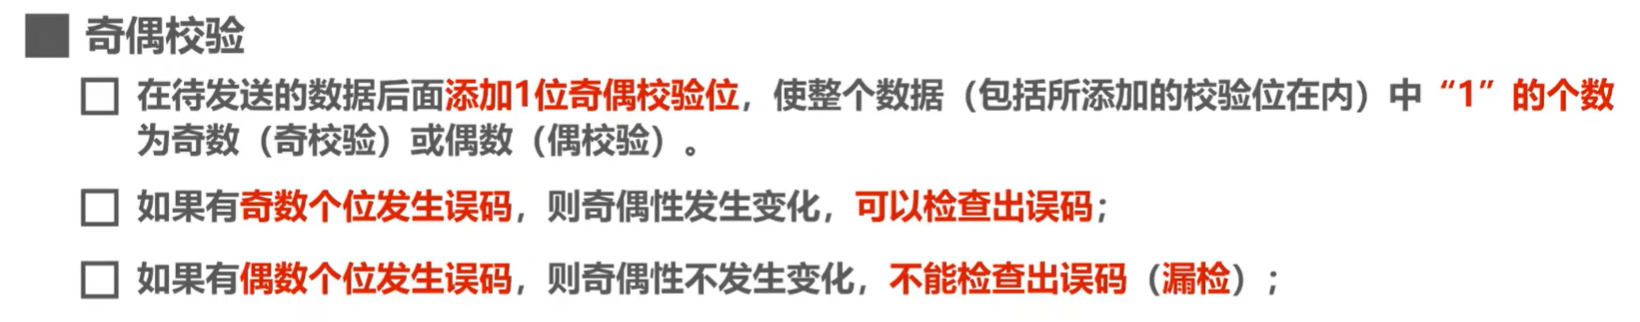 奇偶校验
在待发送的数据后面添加1位奇偶校验位，使整个数据（包括所添加的校验位在内）中“1”的个数
为奇数（奇校验）或偶数（偶校验）。
如果有奇数个位发生误码，则奇偶性发生变化，可以检查出误码；
如果有偶数个位发生误码，则奇偶性不发生变化，不能检查出误码（漏检）；